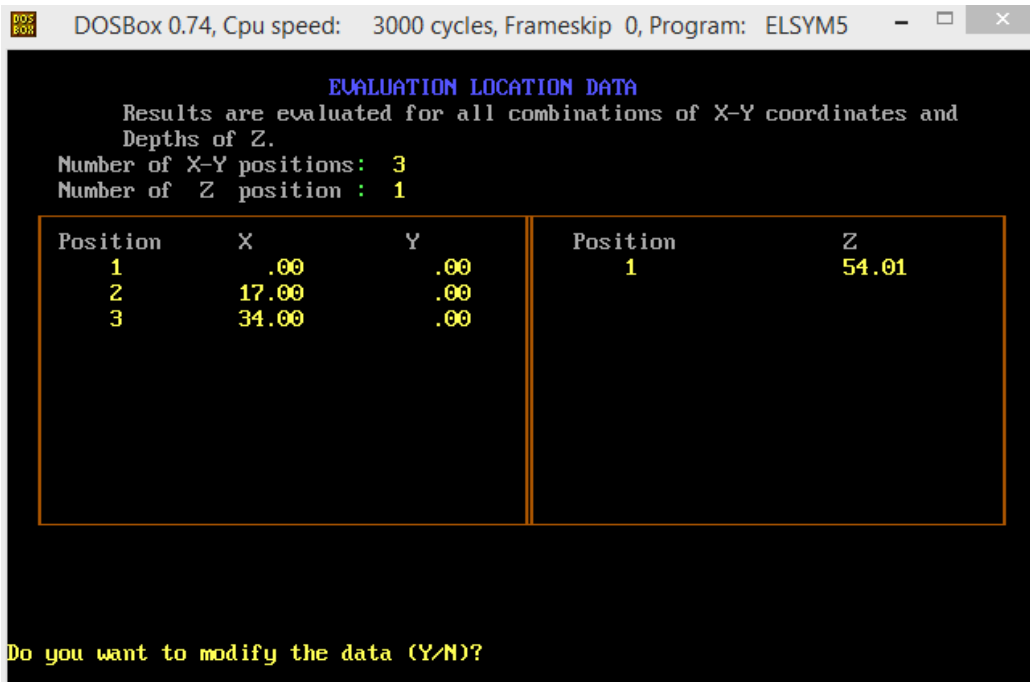 DOS BOX DOSBox 0.74, Cpu speed: 3000 cycles, Frameskip 0, Program: ELSYM5
EVALUATION LOCATION DATA
Results are evaluated for all combinations of X-Y coordinates and
Depths of Z.
Number of X-Y positions: 3
Number of Z position : 1
Position X Y Position Z
1 .00 .00 1 54.01
2 17.00 .00
3 34.00 .00
Do you want to modify the data (Y/N)?